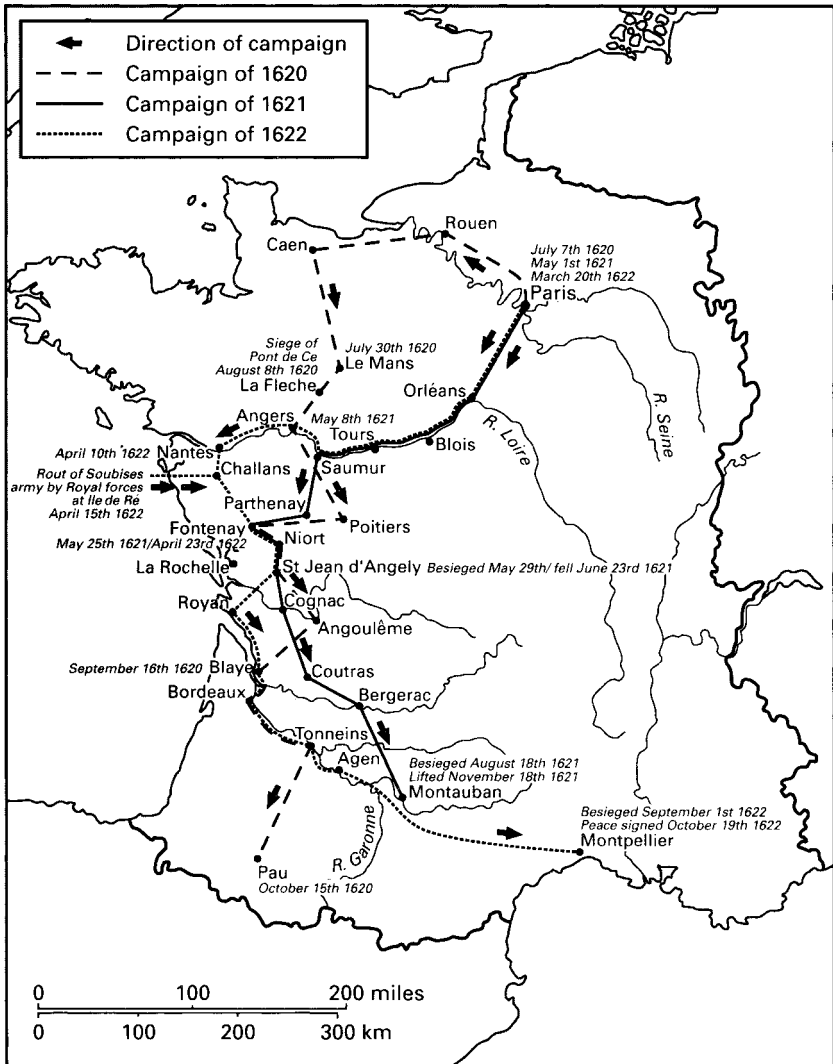 Direction of campaign
Campaign of 1620
Campaign of 1621
Campaign of 1622
Rouen
Caen
July 7th 1620
May 1st 1621
March 20th 1622
Paris
Siege of
Pont de Ce
August 8th 1620
July 30th 1620
Le Mans
La Fleche
Orléans
R. Seine
Angers
May 8th 1621
Tours
Blois
R. Loire
April 10th 1622
Nantes
Saumur
Challans
Rout of Soubises
army by Royal forces
at Ile de Ré
April 15th 1622
Parthenay
Poitiers
Fontenay
Niort
May 25th 1621/April 23rd 1622
La Rochelle
St Jean d'Angely Besieged May 29th/ fell June 23rd 1621
Royan
Cognac
Angoulême
September 16th 1620 Blaye
Coutras
Bordeaux
Bergerac
Tonneins
Agen
Besieged August 18th 1621
Lifted November 18th 1621
Montauban
Besieged September 1st 1622
Peace signed October 19th 1622
Montpellier
R. Garonne
Pau
October 15th 1620
0 100 200 miles
0 100 200 300 km